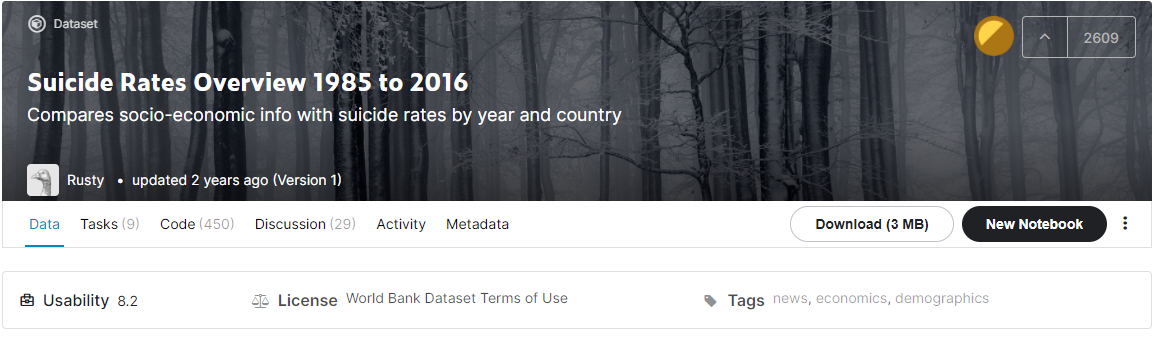 Dataset
2609
Suicide Rates Overview 1985 to 2016
Compares socio-economic info with suicide rates by year and country
Rusty • updated 2 years ago (Version 1)
Data Tasks (9) Code (450) Discussion (29) Activity Metadata Download (3 MB) New Notebook
Usability 8.2 License World Bank Dataset Terms of Use Tags news, economics, demographics